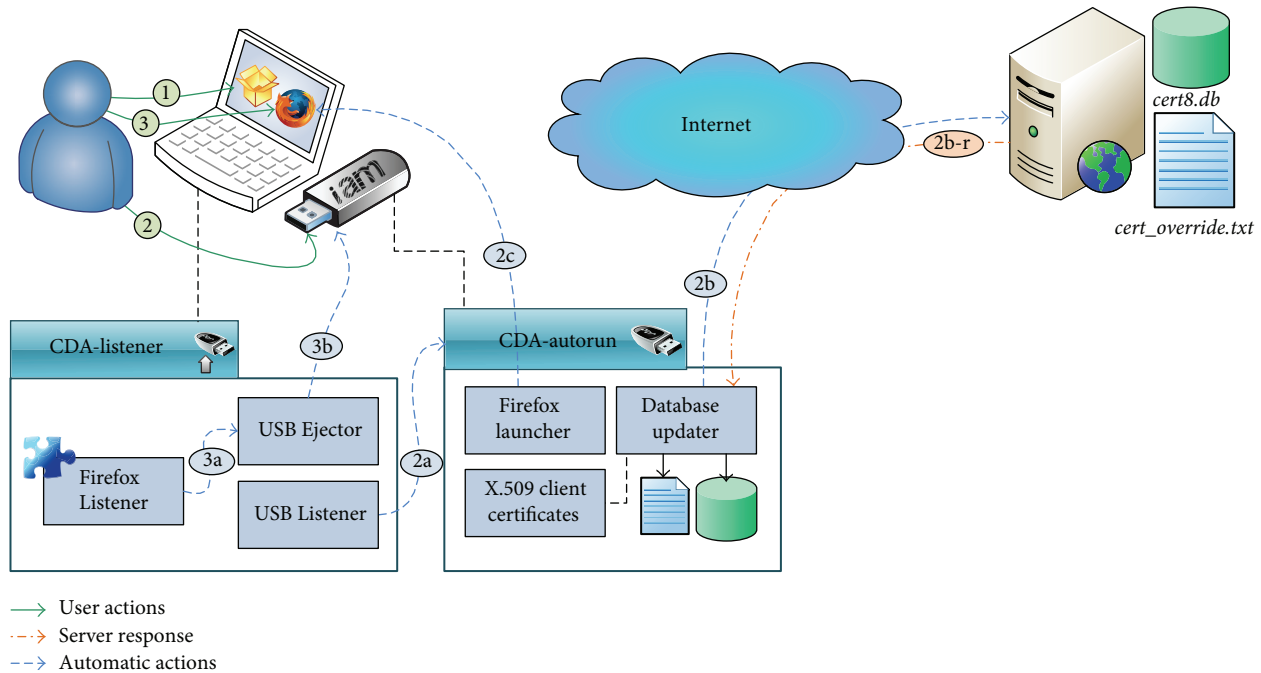 1
3
2
iam
Internet
2b-r
cert8.db
cert_override.txt
2c
2b
3b
CDA-listener
CDA-autorun
USB Ejector
3a
Firefox
Listener
USB Listener
2a
Firefox
launcher
Database
updater
X.509 client
certificates
User actions
Server response
Automatic actions